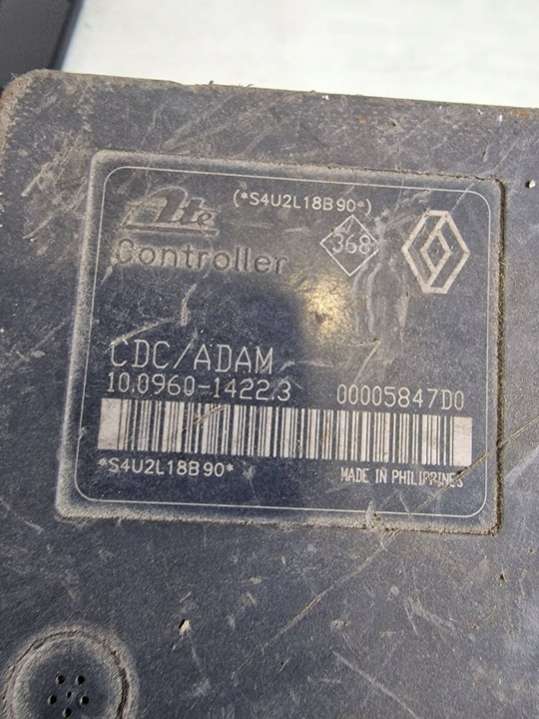 (*S4U2L18B90*)
Ate
368
Controller
CDC/ADAM
10.0960-1422.3 00005847D0
*S4U2L18B90*
MADE IN PHILIPPINES